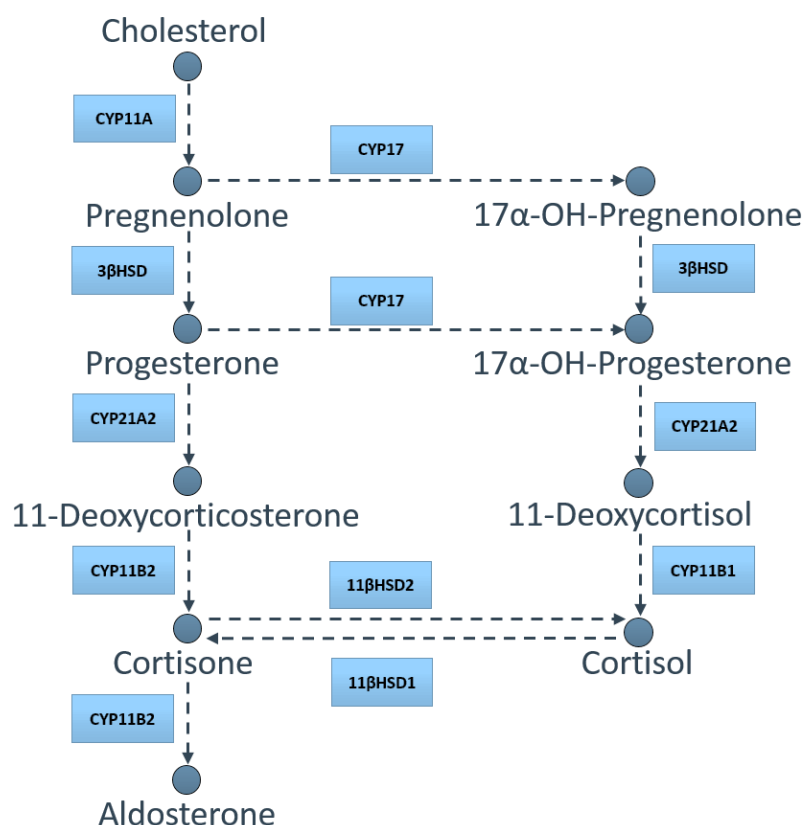 Cholesterol
CYP11A
CYP17
Pregnenolone
17α-OH-Pregnenolone
3βHSD
3βHSD
CYP17
Progesterone
17α-OH-Progesterone
CYP21A2
CYP21A2
11-Deoxycorticosterone
11-Deoxycortisol
CYP11B2
11βHSD2
CYP11B1
Cortisone
Cortisol
11βHSD1
CYP11B2
Aldosterone